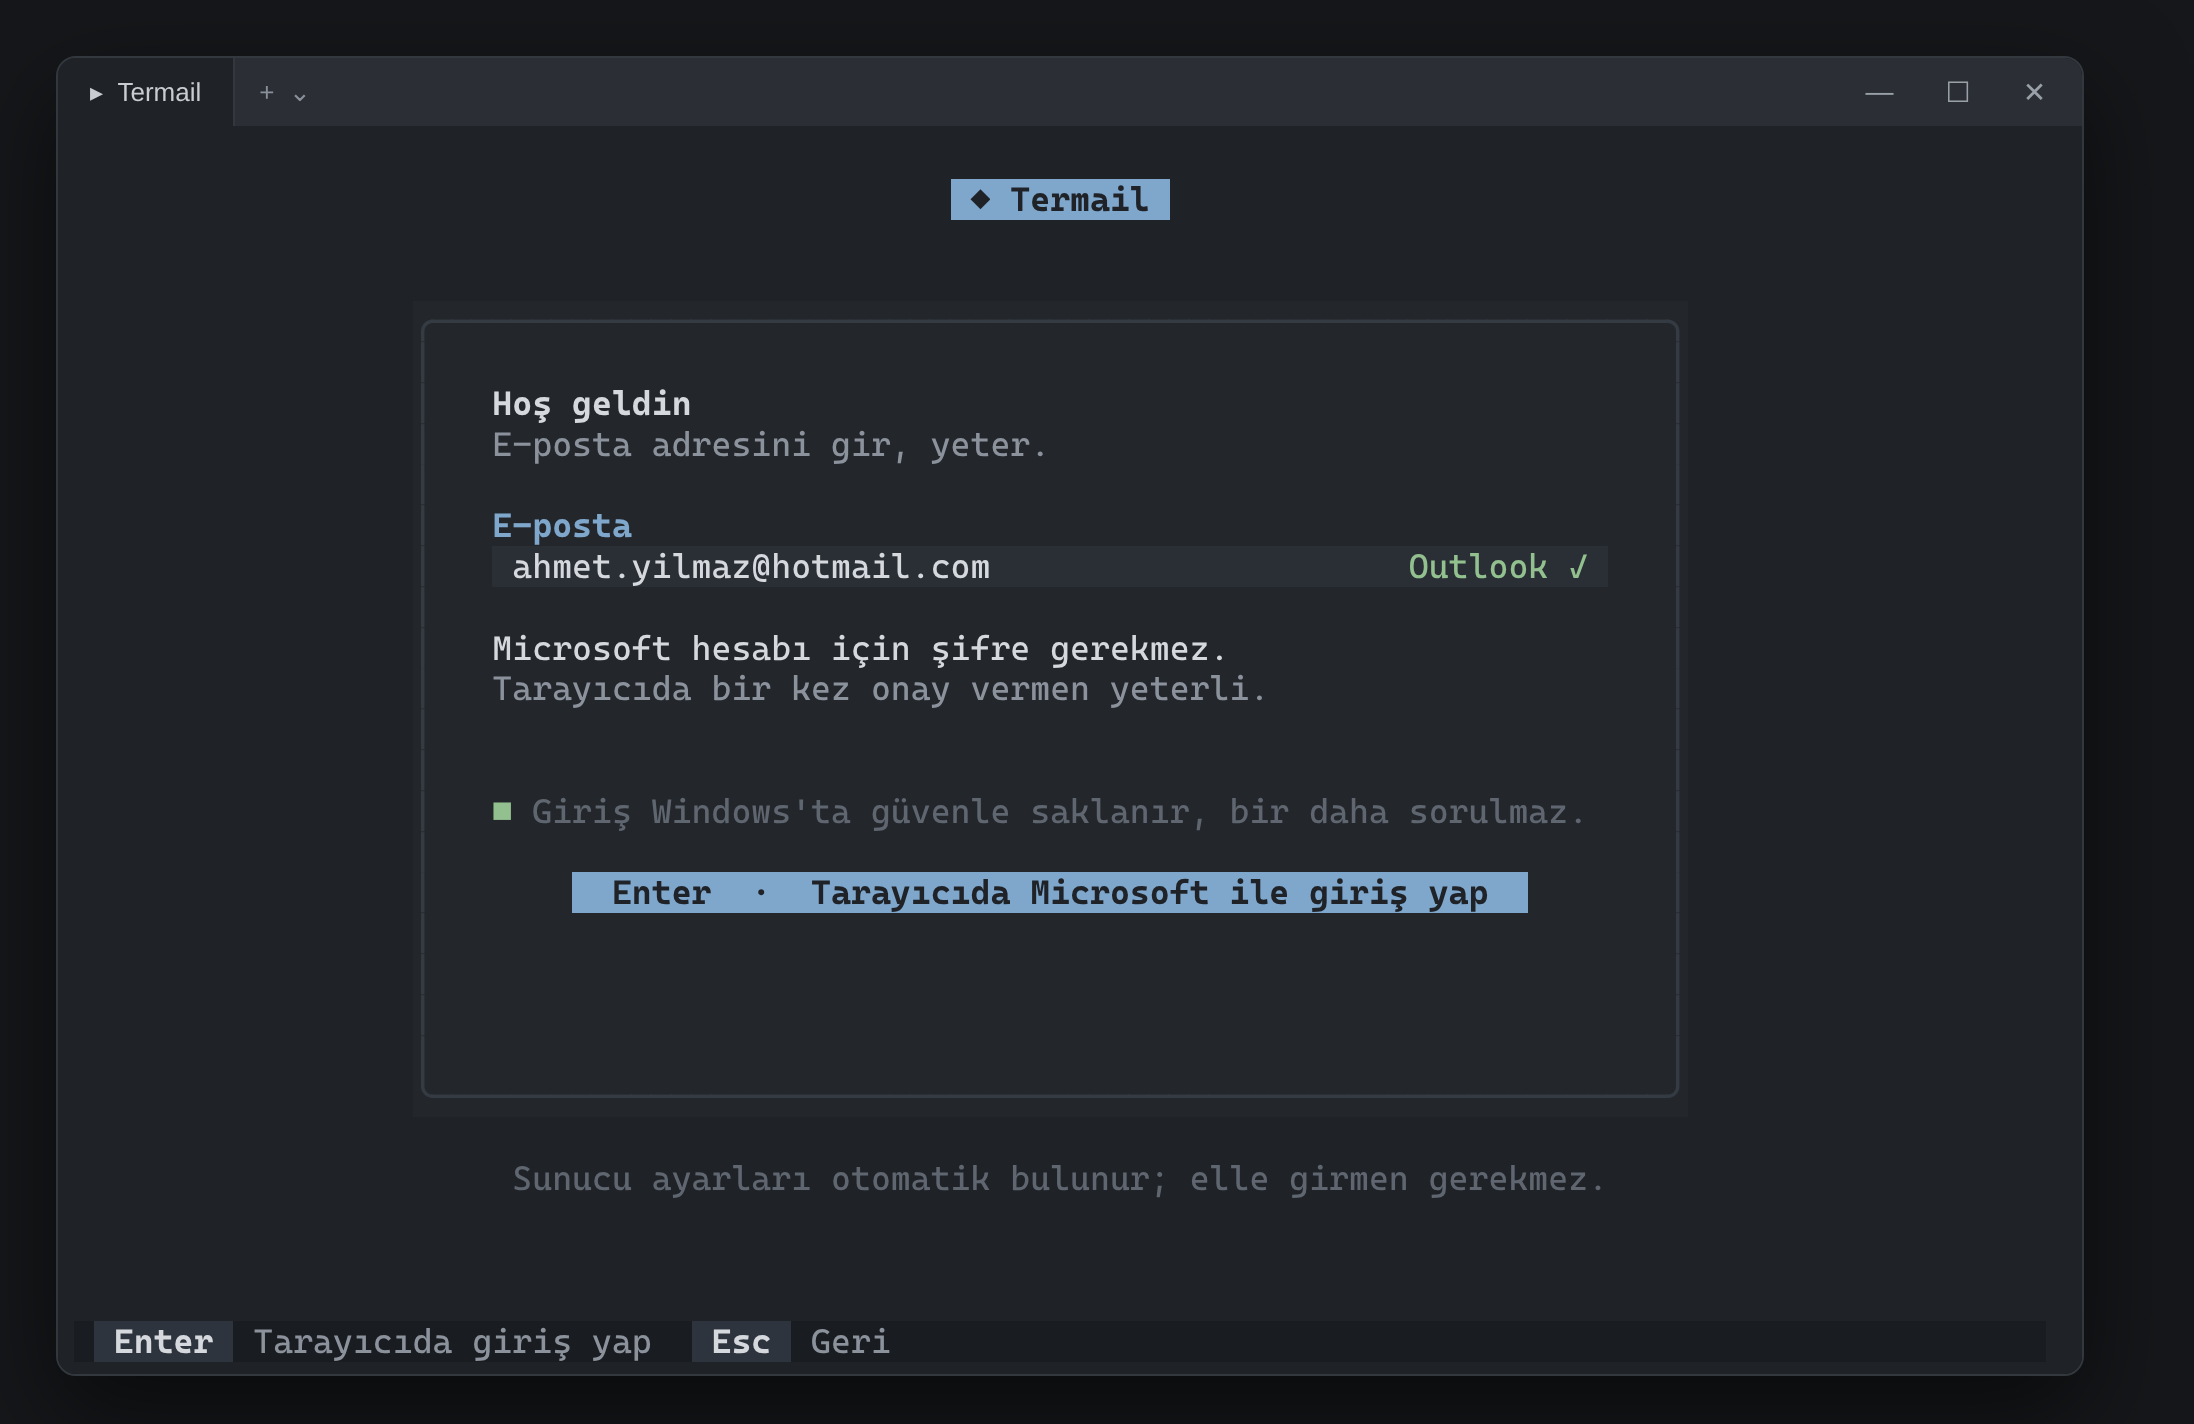 ▸ Termail + ⌄ — ☐ ✕
◆ Termail
Hoş geldin
E-posta adresini gir, yeter.
E-posta
ahmet.yilmaz@hotmail.com Outlook ✓
Microsoft hesabı için şifre gerekmez.
Tarayıcıda bir kez onay vermen yeterli.
■ Giriş Windows'ta güvenle saklanır, bir daha sorulmaz.
Enter · Tarayıcıda Microsoft ile giriş yap
Sunucu ayarları otomatik bulunur; elle girmen gerekmez.
Enter Tarayıcıda giriş yap Esc Geri